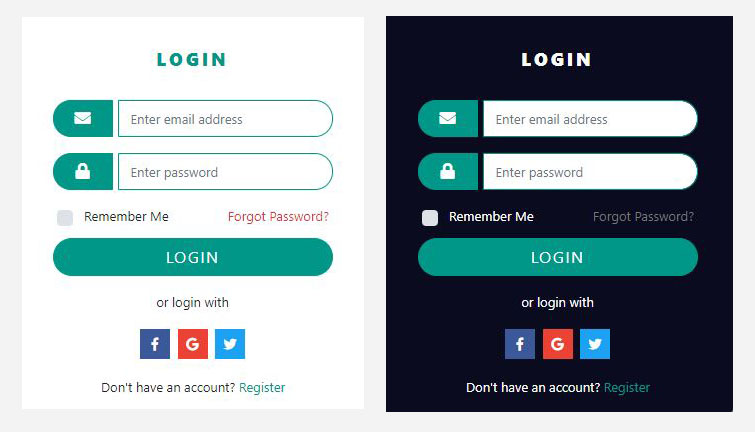 LOGIN
Enter email address
Enter password
Remember Me Forgot Password?
LOGIN
or login with
Don't have an account? Register
LOGIN
Enter email address
Enter password
Remember Me Forgot Password?
LOGIN
or login with
Don't have an account? Register